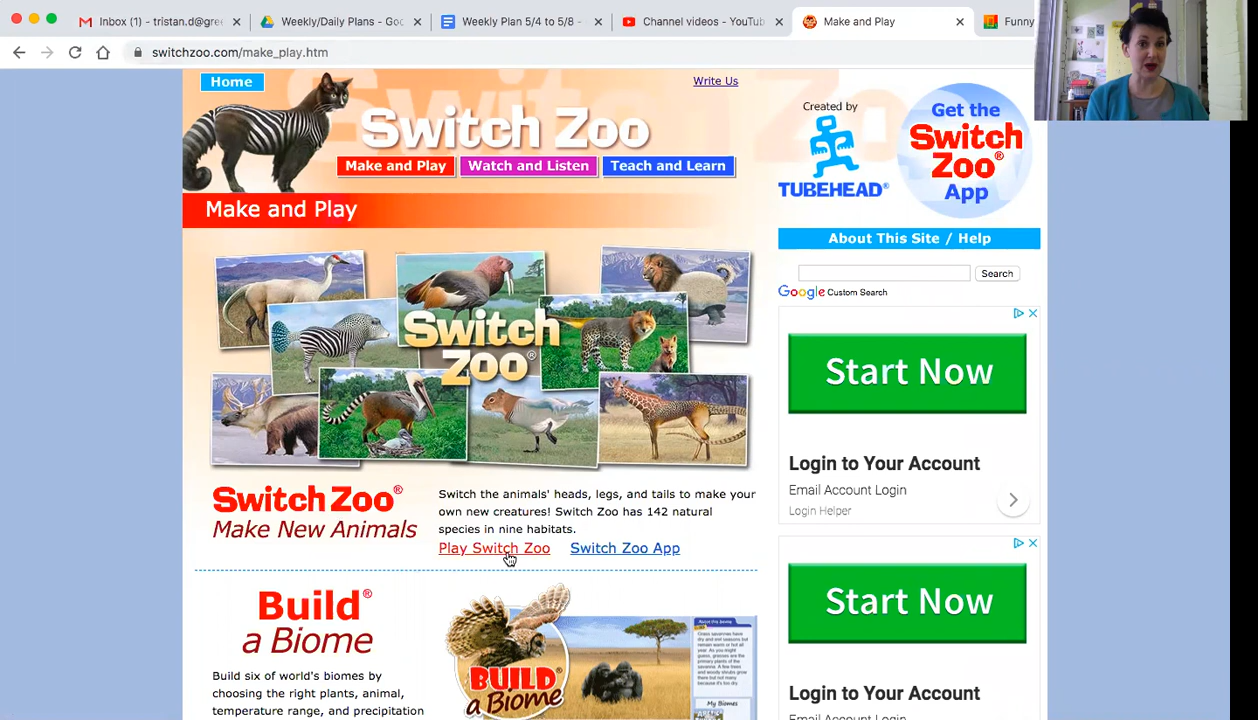 Inbox (1) - tristan.d@gree
Weekly/Daily Plans - Goo
Weekly Plan 5/4 to 5/8 -
Channel videos - YouTub
Make and Play
Funny
switchzoo.com/make_play.htm
Home
Write Us
Switch Zoo
Make and Play
Watch and Listen
Teach and Learn
Make and Play
Created by
TUBEHEAD®
Get the
Switch
Zoo®
App
About This Site / Help
Search
Google Custom Search
Switch
Zoo®
Start Now
Login to Your Account
Email Account Login
Login Helper
Switch Zoo®
Make New Animals
Switch the animals' heads, legs, and tails to make your
own new creatures! Switch Zoo has 142 natural
species in nine habitats.
Play Switch Zoo
Switch Zoo App
Start Now
Login to Your Account
Build®
a Biome
Build six of world's biomes by
choosing the right plants, animal,
temperature range, and precipitation
BUILD
a Biome
My Biomes